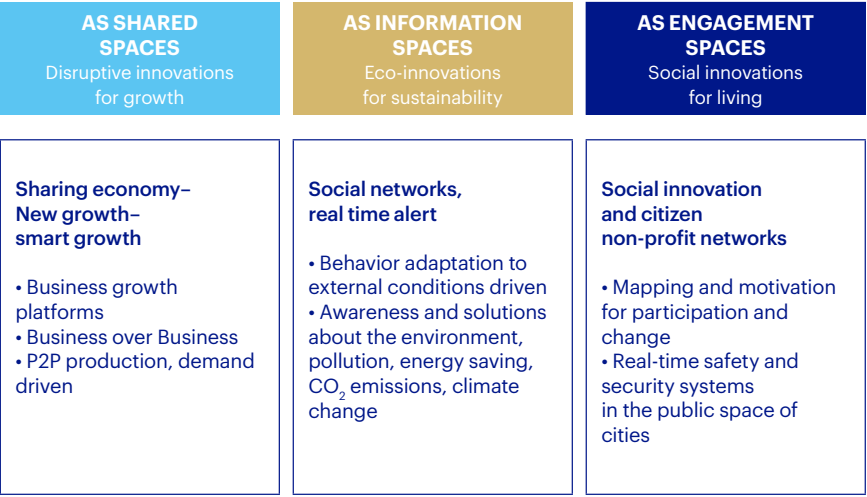 AS SHARED
SPACES
Disruptive innovations
for growth
Sharing economy–
New growth–
smart growth
• Business growth
platforms
• Business over Business
• P2P production, demand
driven
AS INFORMATION
SPACES
Eco-innovations
for sustainability
Social networks,
real time alert
• Behavior adaptation to
external conditions driven
• Awareness and solutions
about the environment,
pollution, energy saving,
CO₂ emissions, climate
change
AS ENGAGEMENT
SPACES
Social innovations
for living
Social innovation
and citizen
non-profit networks
• Mapping and motivation
for participation and
change
• Real-time safety and
security systems
in the public space of
cities